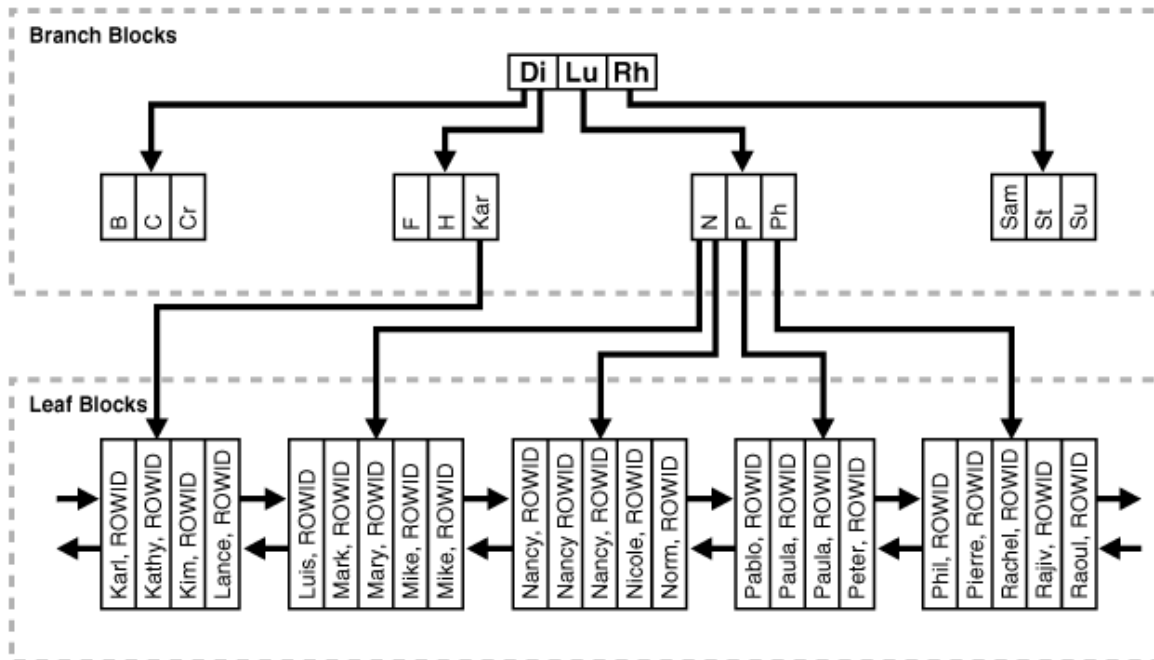 Branch Blocks
Di Lu Rh
B C Cr
F H Kar
N P Ph
Sam St Su
Leaf Blocks
Karl, ROWID
Kathy, ROWID
Kim, ROWID
Lance, ROWID
Luis, ROWID
Mark, ROWID
Mary, ROWID
Mike, ROWID
Mike, ROWID
Nancy, ROWID
Nancy ROWID
Nancy, ROWID
Nicole, ROWID
Norm, ROWID
Pablo, ROWID
Paula, ROWID
Paula, ROWID
Peter, ROWID
Phil, ROWID
Pierre, ROWID
Rachel, ROWID
Rajiv, ROWID
Raoul, ROWID